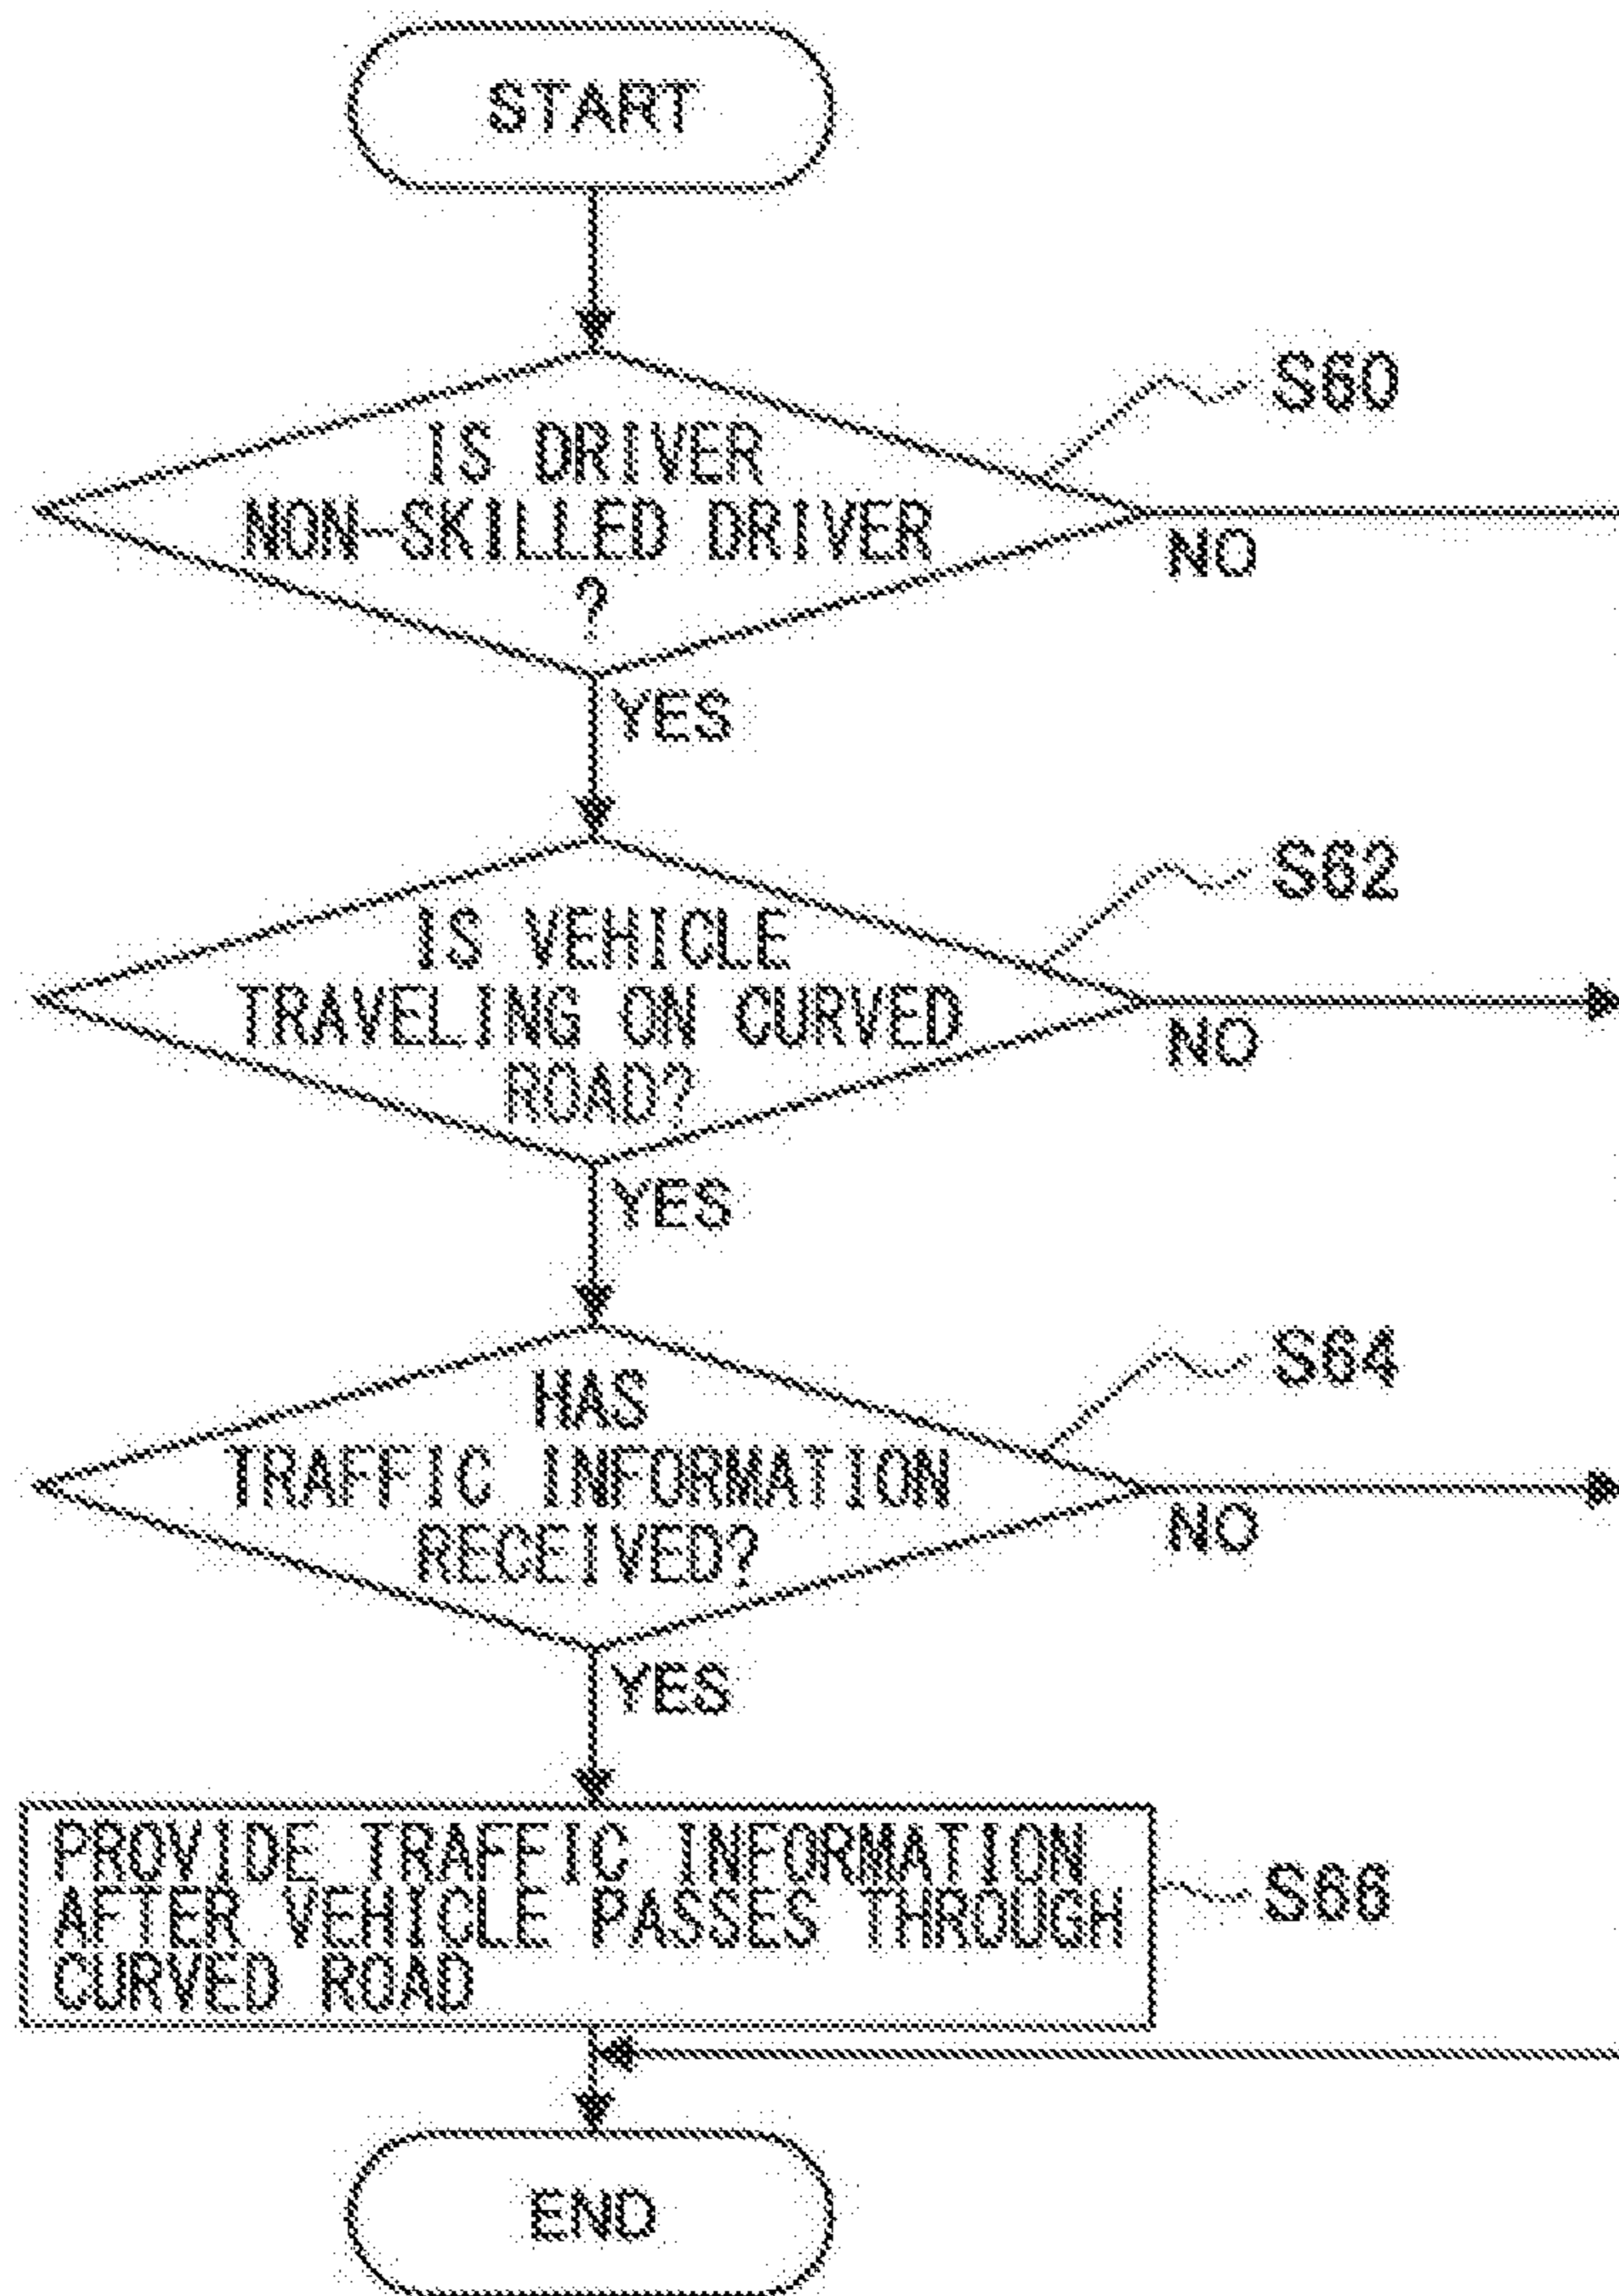 START
S60
IS DRIVER
NON-SKILLED DRIVER
?
NO
YES
S62
IS VEHICLE
TRAVELING ON CURVED
ROAD?
NO
YES
S64
HAS
TRAFFIC INFORMATION
RECEIVED?
NO
YES
PROVIDE TRAFFIC INFORMATION
AFTER VEHICLE PASSES THROUGH
CURVED ROAD
S66
END